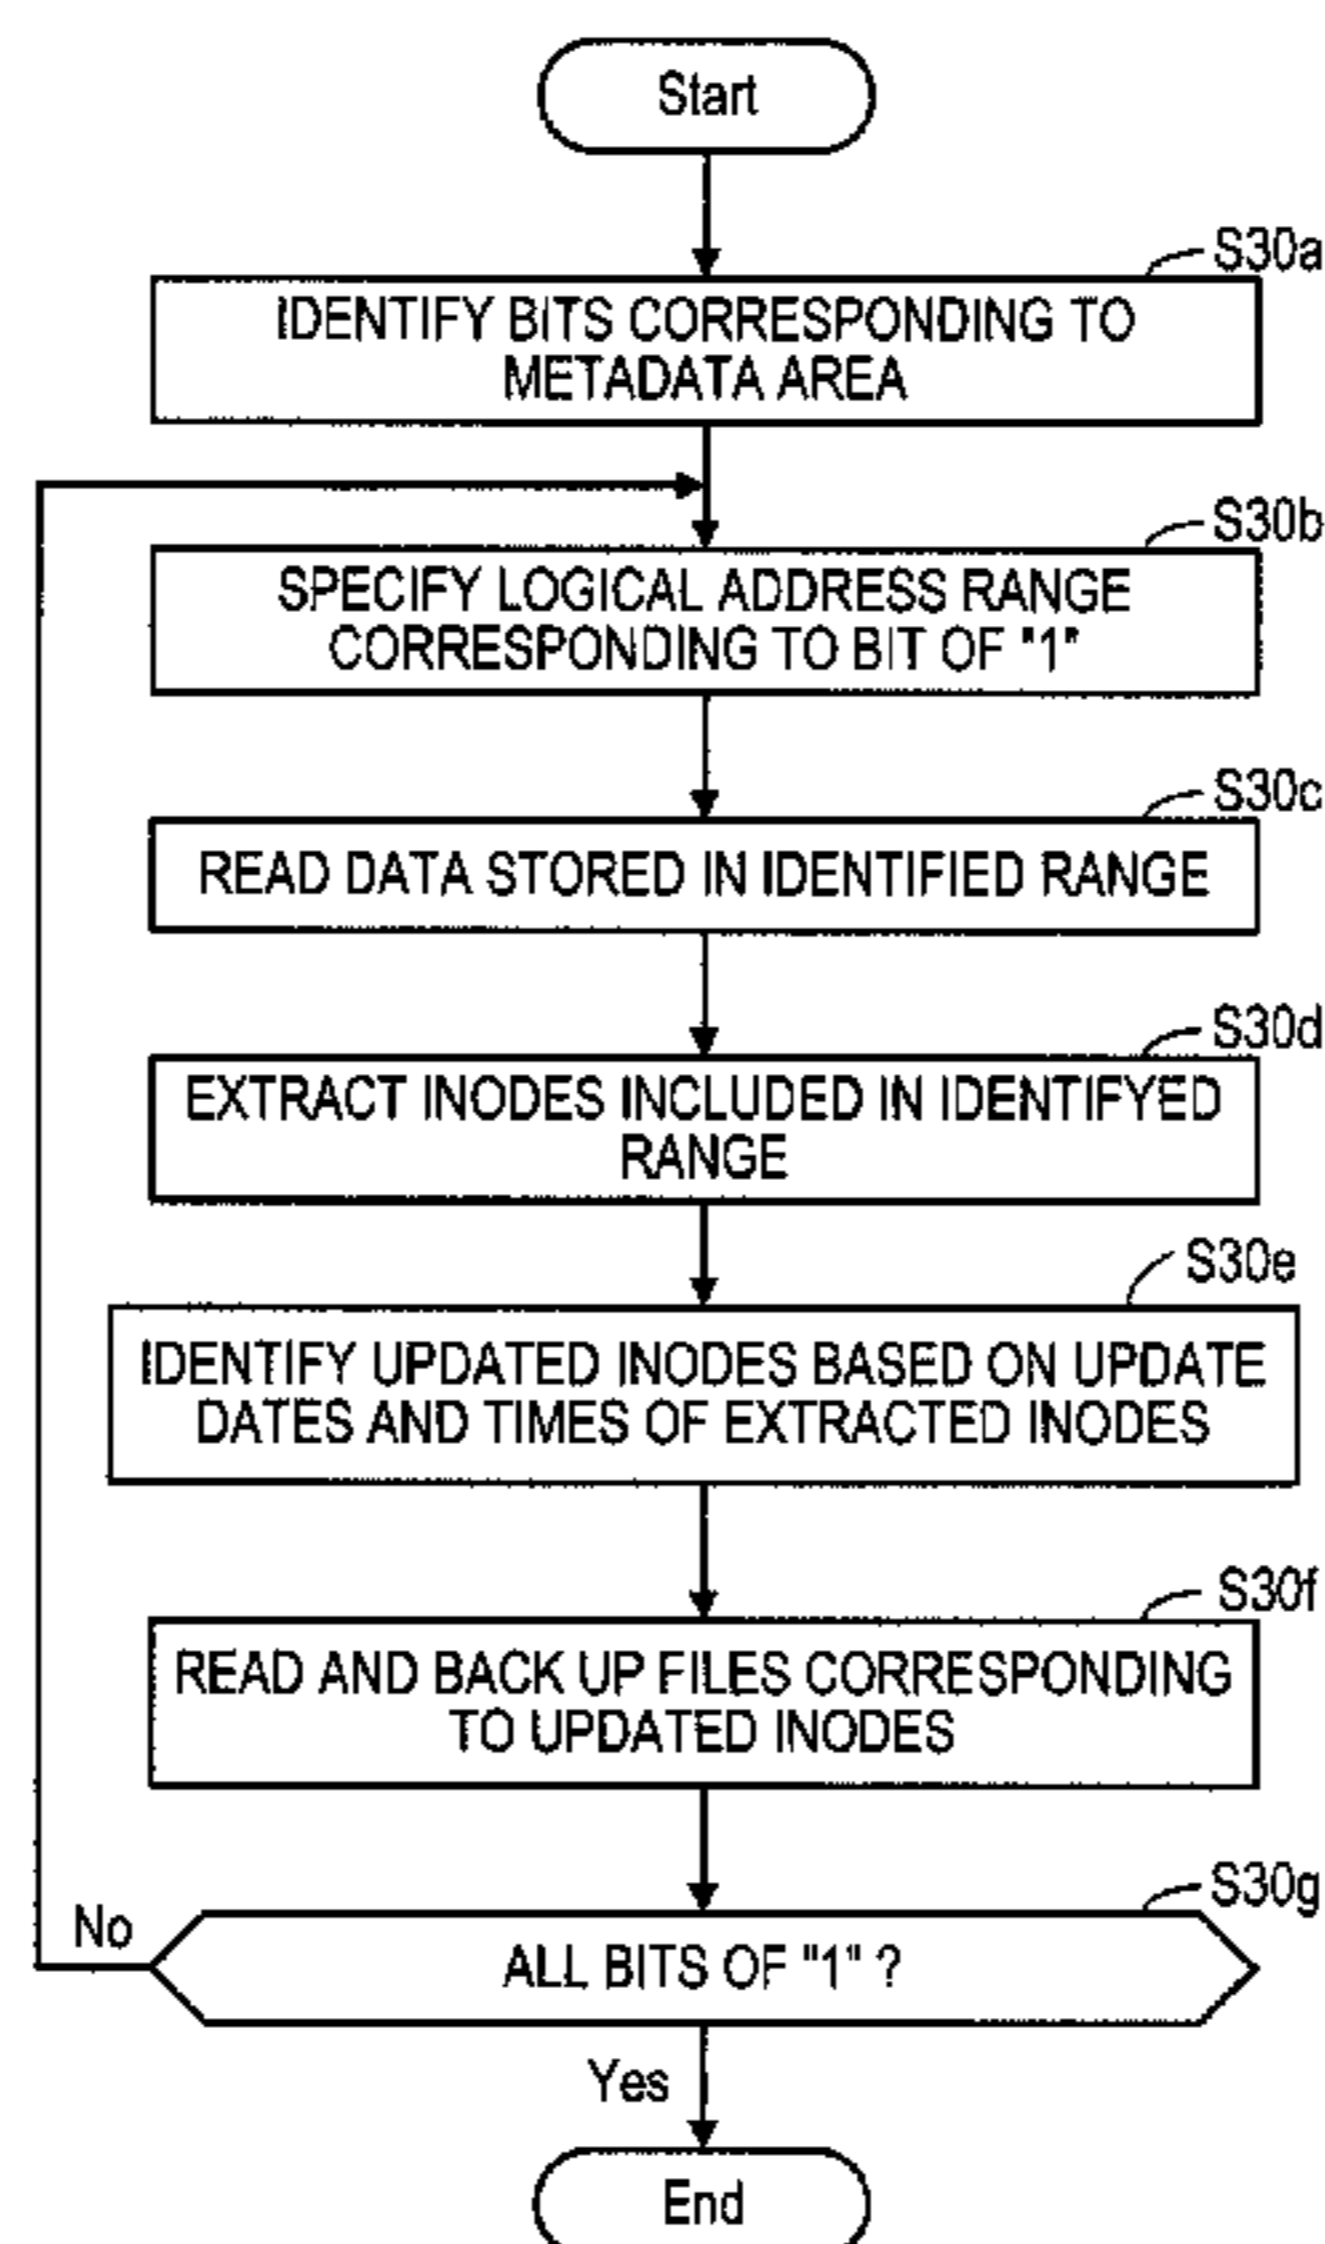 Start
S30a
IDENTIFY BITS CORRESPONDING TO
METADATA AREA
S30b
SPECIFY LOGICAL ADDRESS RANGE
CORRESPONDING TO BIT OF "1"
S30c
READ DATA STORED IN IDENTIFIED RANGE
S30d
EXTRACT INODES INCLUDED IN IDENTIFYED
RANGE
S30e
IDENTIFY UPDATED INODES BASED ON UPDATE
DATES AND TIMES OF EXTRACTED INODES
S30f
READ AND BACK UP FILES CORRESPONDING
TO UPDATED INODES
S30g
No
ALL BITS OF "1" ?
Yes
End